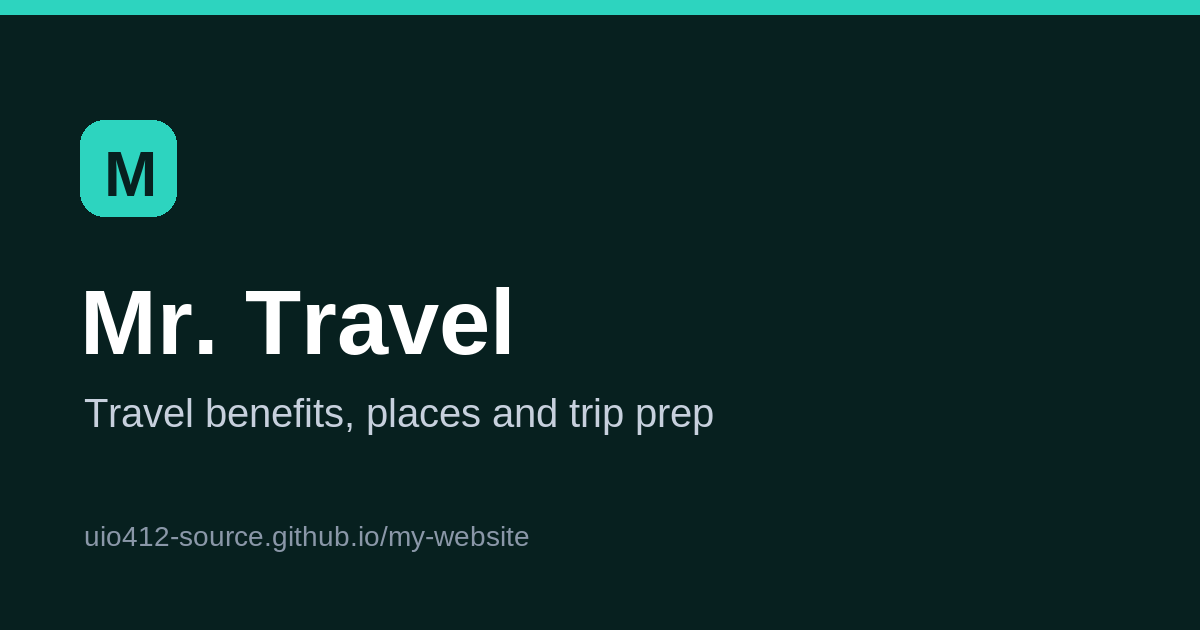 M
Mr. Travel
Travel benefits, places and trip prep
uio412-source.github.io/my-website